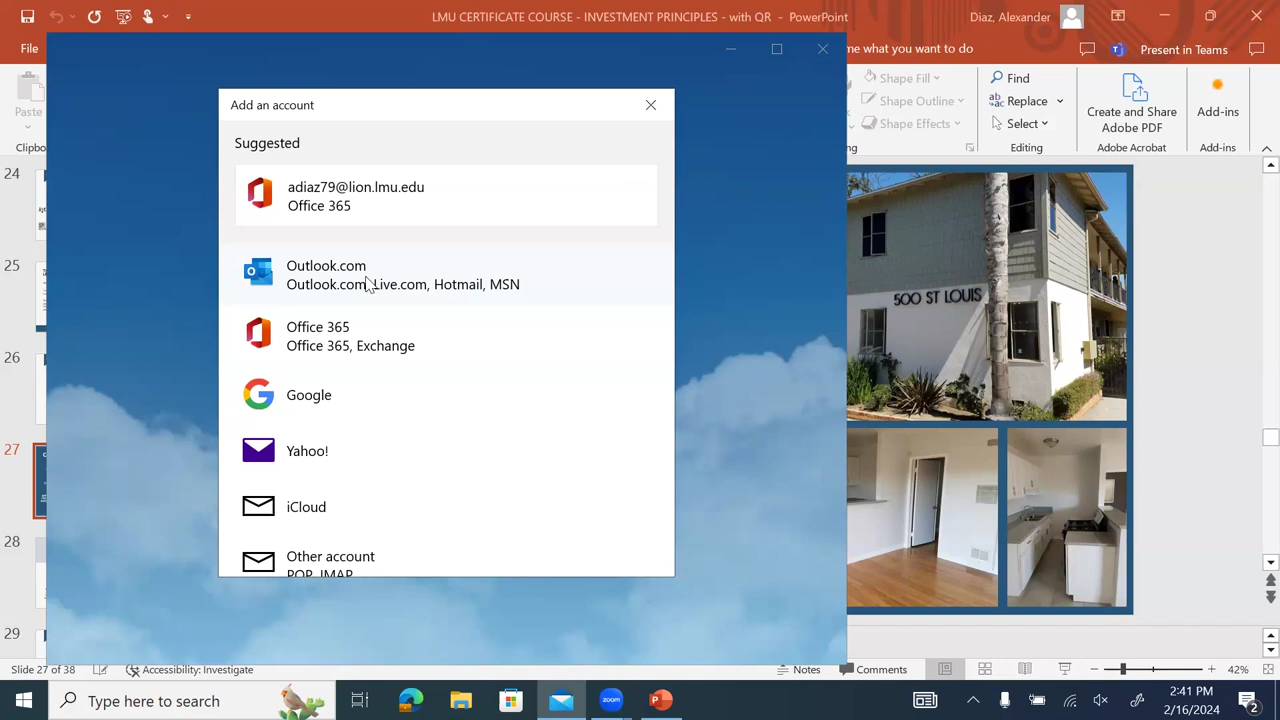 LMU CERTIFICATE COURSE - INVESTMENT PRINCIPLES - with QR - PowerPoint
Diaz, Alexander
File
me what you want to do
Present in Teams
Paste
Clipbo
Shape Fill
Shape Outline
Shape Effects
ng
Find
Replace
Select
Editing
Create and Share
Adobe PDF
Adobe Acrobat
Add-ins
Add-ins
Add an account
Suggested
adiaz79@lion.lmu.edu
Office 365
Outlook.com
Outlook.com, Live.com, Hotmail, MSN
Office 365
Office 365, Exchange
Google
Yahoo!
iCloud
Other account
POP, IMAP
24
25
26
27
28
29
500 ST LOUIS
Slide 27 of 38
Accessibility: Investigate
Notes
Comments
42%
Type here to search
zoom
2:41 PM
2/16/2024
2